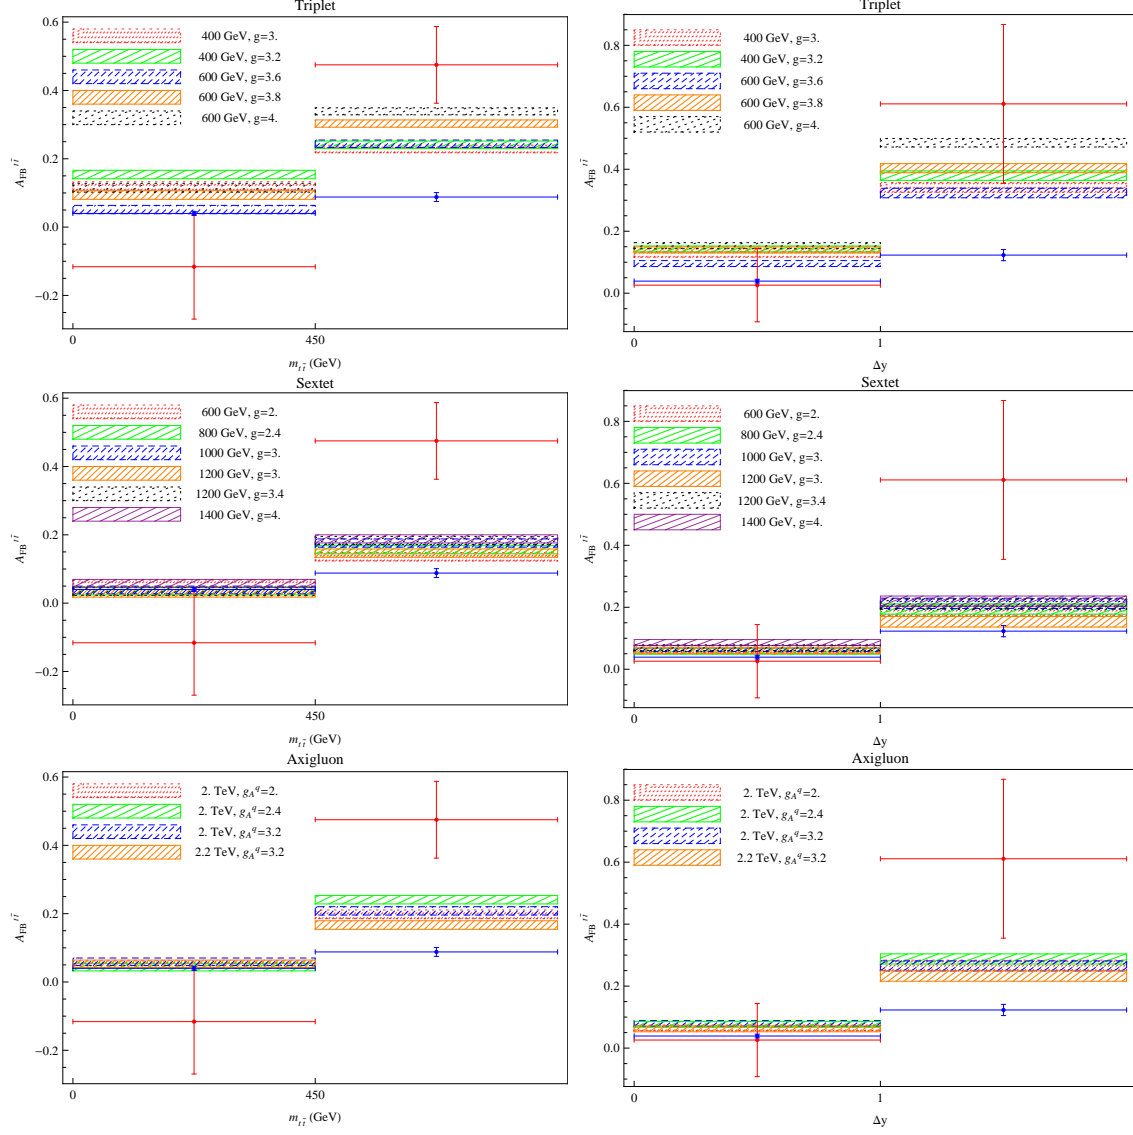 Triplet
0.6
0.4
0.2
0.0
−0.2
400 GeV, g=3.
400 GeV, g=3.2
600 GeV, g=3.6
600 GeV, g=3.8
600 GeV, g=4.
A_FB^{t t̄}
0
450
m_{t t̄} (GeV)
Triplet
0.8
0.6
0.4
0.2
0.0
400 GeV, g=3.
400 GeV, g=3.2
600 GeV, g=3.6
600 GeV, g=3.8
600 GeV, g=4.
A_FB^{t t̄}
0
1
Δy
Sextet
0.6
0.4
0.2
0.0
−0.2
600 GeV, g=2.
800 GeV, g=2.4
1000 GeV, g=3.
1200 GeV, g=3.
1200 GeV, g=3.4
1400 GeV, g=4.
A_FB^{t t̄}
0
450
m_{t t̄} (GeV)
Sextet
0.8
0.6
0.4
0.2
0.0
600 GeV, g=2.
800 GeV, g=2.4
1000 GeV, g=3.
1200 GeV, g=3.
1200 GeV, g=3.4
1400 GeV, g=4.
A_FB^{t t̄}
0
1
Δy
Axigluon
0.6
0.4
0.2
0.0
−0.2
2. TeV, g_A^q=2.
2. TeV, g_A^q=2.4
2. TeV, g_A^q=3.2
2.2 TeV, g_A^q=3.2
A_FB^{t t̄}
0
450
m_{t t̄} (GeV)
Axigluon
0.8
0.6
0.4
0.2
0.0
2. TeV, g_A^q=2.
2. TeV, g_A^q=2.4
2. TeV, g_A^q=3.2
2.2 TeV, g_A^q=3.2
A_FB^{t t̄}
0
1
Δy